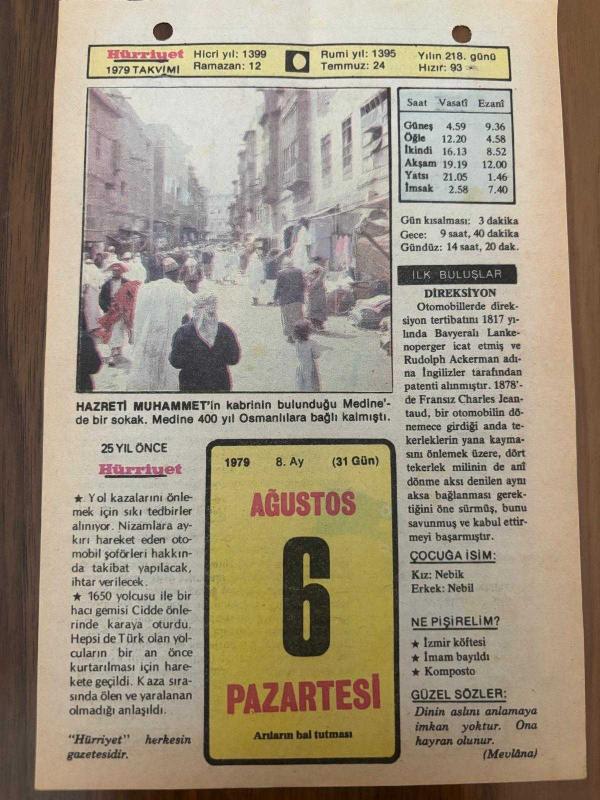 Hürriyet
1979 TAKVİMİ
Hicri yıl: 1399
Ramazan: 12
Rumi yıl: 1395
Temmuz: 24
Yılın 218. günü
Hızır: 93
Saat Vasatî Ezanî
Güneş 4.59 9.36
Öğle 12.20 4.58
İkindi 16.13 8.52
Akşam 19.19 12.00
Yatsı 21.05 1.46
İmsak 2.58 7.40
Gün kısalması: 3 dakika
Gece: 9 saat, 40 dakika
Gündüz: 14 saat, 20 dak.
HAZRETİ MUHAMMET'in kabrinin bulunduğu Medine'-
de bir sokak. Medine 400 yıl Osmanlılara bağlı kalmıştı.
İLK BULUŞLAR
DİREKSİYON
Otomobillerde direk-
siyon tertibatını 1817 yı-
lında Bavyeralı Lanke-
noperger icat etmiş ve
Rudolph Ackerman adı-
na İngilizler tarafından
patenti alınmıştır. 1878'-
de Fransız Charles Jean-
taud, bir otomobilin dö-
nemece girdiği anda te-
kerleklerin yana kayma-
sını önlemek üzere, dört
tekerlek milinin de anî
dönme aksı denilen aynı
aksa bağlanması gerek-
tiğini öne sürmüş, bunu
savunmuş ve kabul ettir-
meyi başarmıştır.
ÇOCUĞA İSİM:
Kız: Nebik
Erkek: Nebil
NE PİŞİRELİM?
★ İzmir köftesi
★ İmam bayıldı
★ Komposto
GÜZEL SÖZLER:
Dinin aslını anlamaya
imkan yoktur. Ona
hayran olunur.
(Mevlâna)
25 YIL ÖNCE
Hürriyet
★ Yol kazalarını önle-
mek için sıkı tedbirler
alınıyor. Nizamlara ay-
kırı hareket eden oto-
mobil şoförleri hakkın-
da takibat yapılacak,
ihtar verilecek.
★ 1650 yolcusu ile bir
hacı gemisi Cidde önle-
rinde karaya oturdu.
Hepsi de Türk olan yol-
cuların bir an önce
kurtarılması için hare-
kete geçildi. Kaza sıra-
sında ölen ve yaralanan
olmadığı anlaşıldı.
"Hürriyet" herkesin
gazetesidir.
1979 8. Ay (31 Gün)
AĞUSTOS
6
PAZARTESİ
Arıların bal tutması